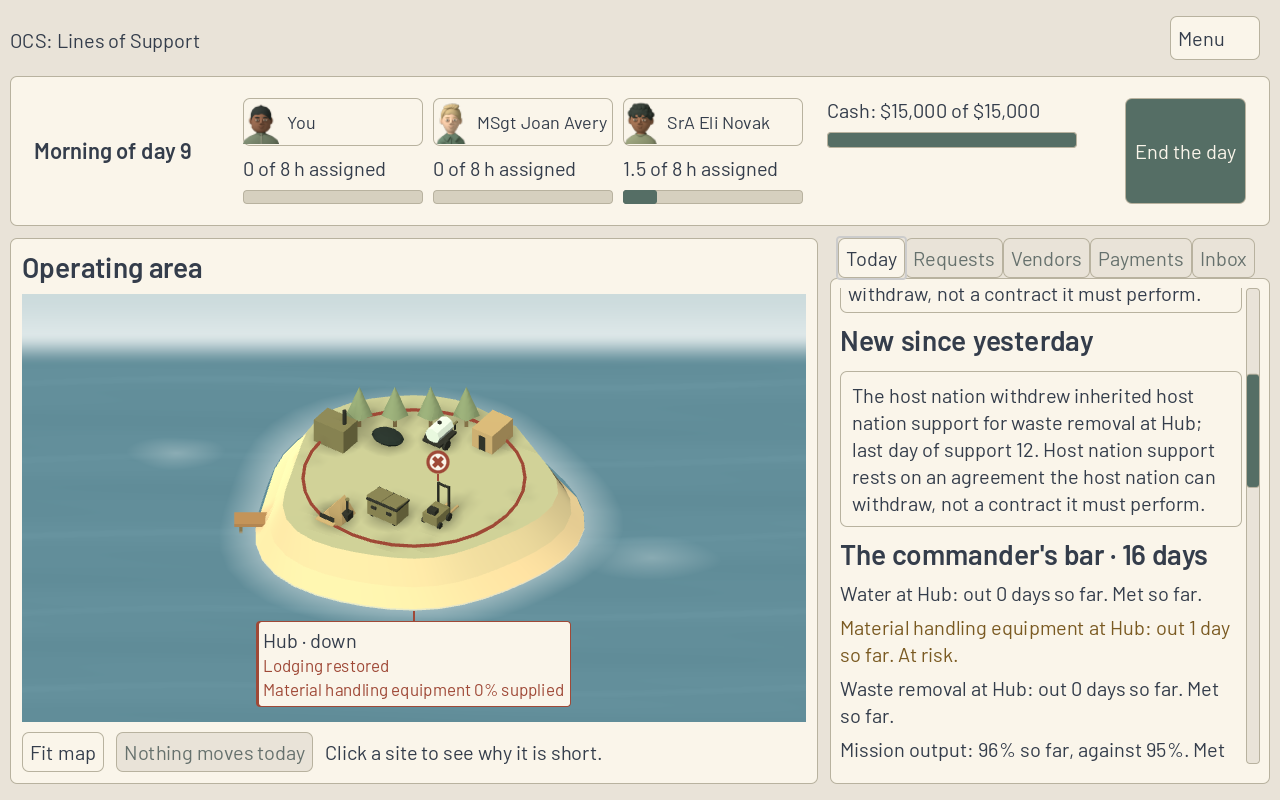 OCS: Lines of Support
Menu
Morning of day 9
You
0 of 8 h assigned
MSgt Joan Avery
0 of 8 h assigned
SrA Eli Novak
1.5 of 8 h assigned
Cash: $15,000 of $15,000
End the day
Operating area
Hub · down
Lodging restored
Material handling equipment 0% supplied
Fit map
Nothing moves today
Click a site to see why it is short.
Today
Requests
Vendors
Payments
Inbox
withdraw, not a contract it must perform.
New since yesterday
The host nation withdrew inherited host
nation support for waste removal at Hub;
last day of support 12. Host nation support
rests on an agreement the host nation can
withdraw, not a contract it must perform.
The commander's bar · 16 days
Water at Hub: out 0 days so far. Met so far.
Material handling equipment at Hub: out 1 day
so far. At risk.
Waste removal at Hub: out 0 days so far. Met
so far.
Mission output: 96% so far, against 95%. Met